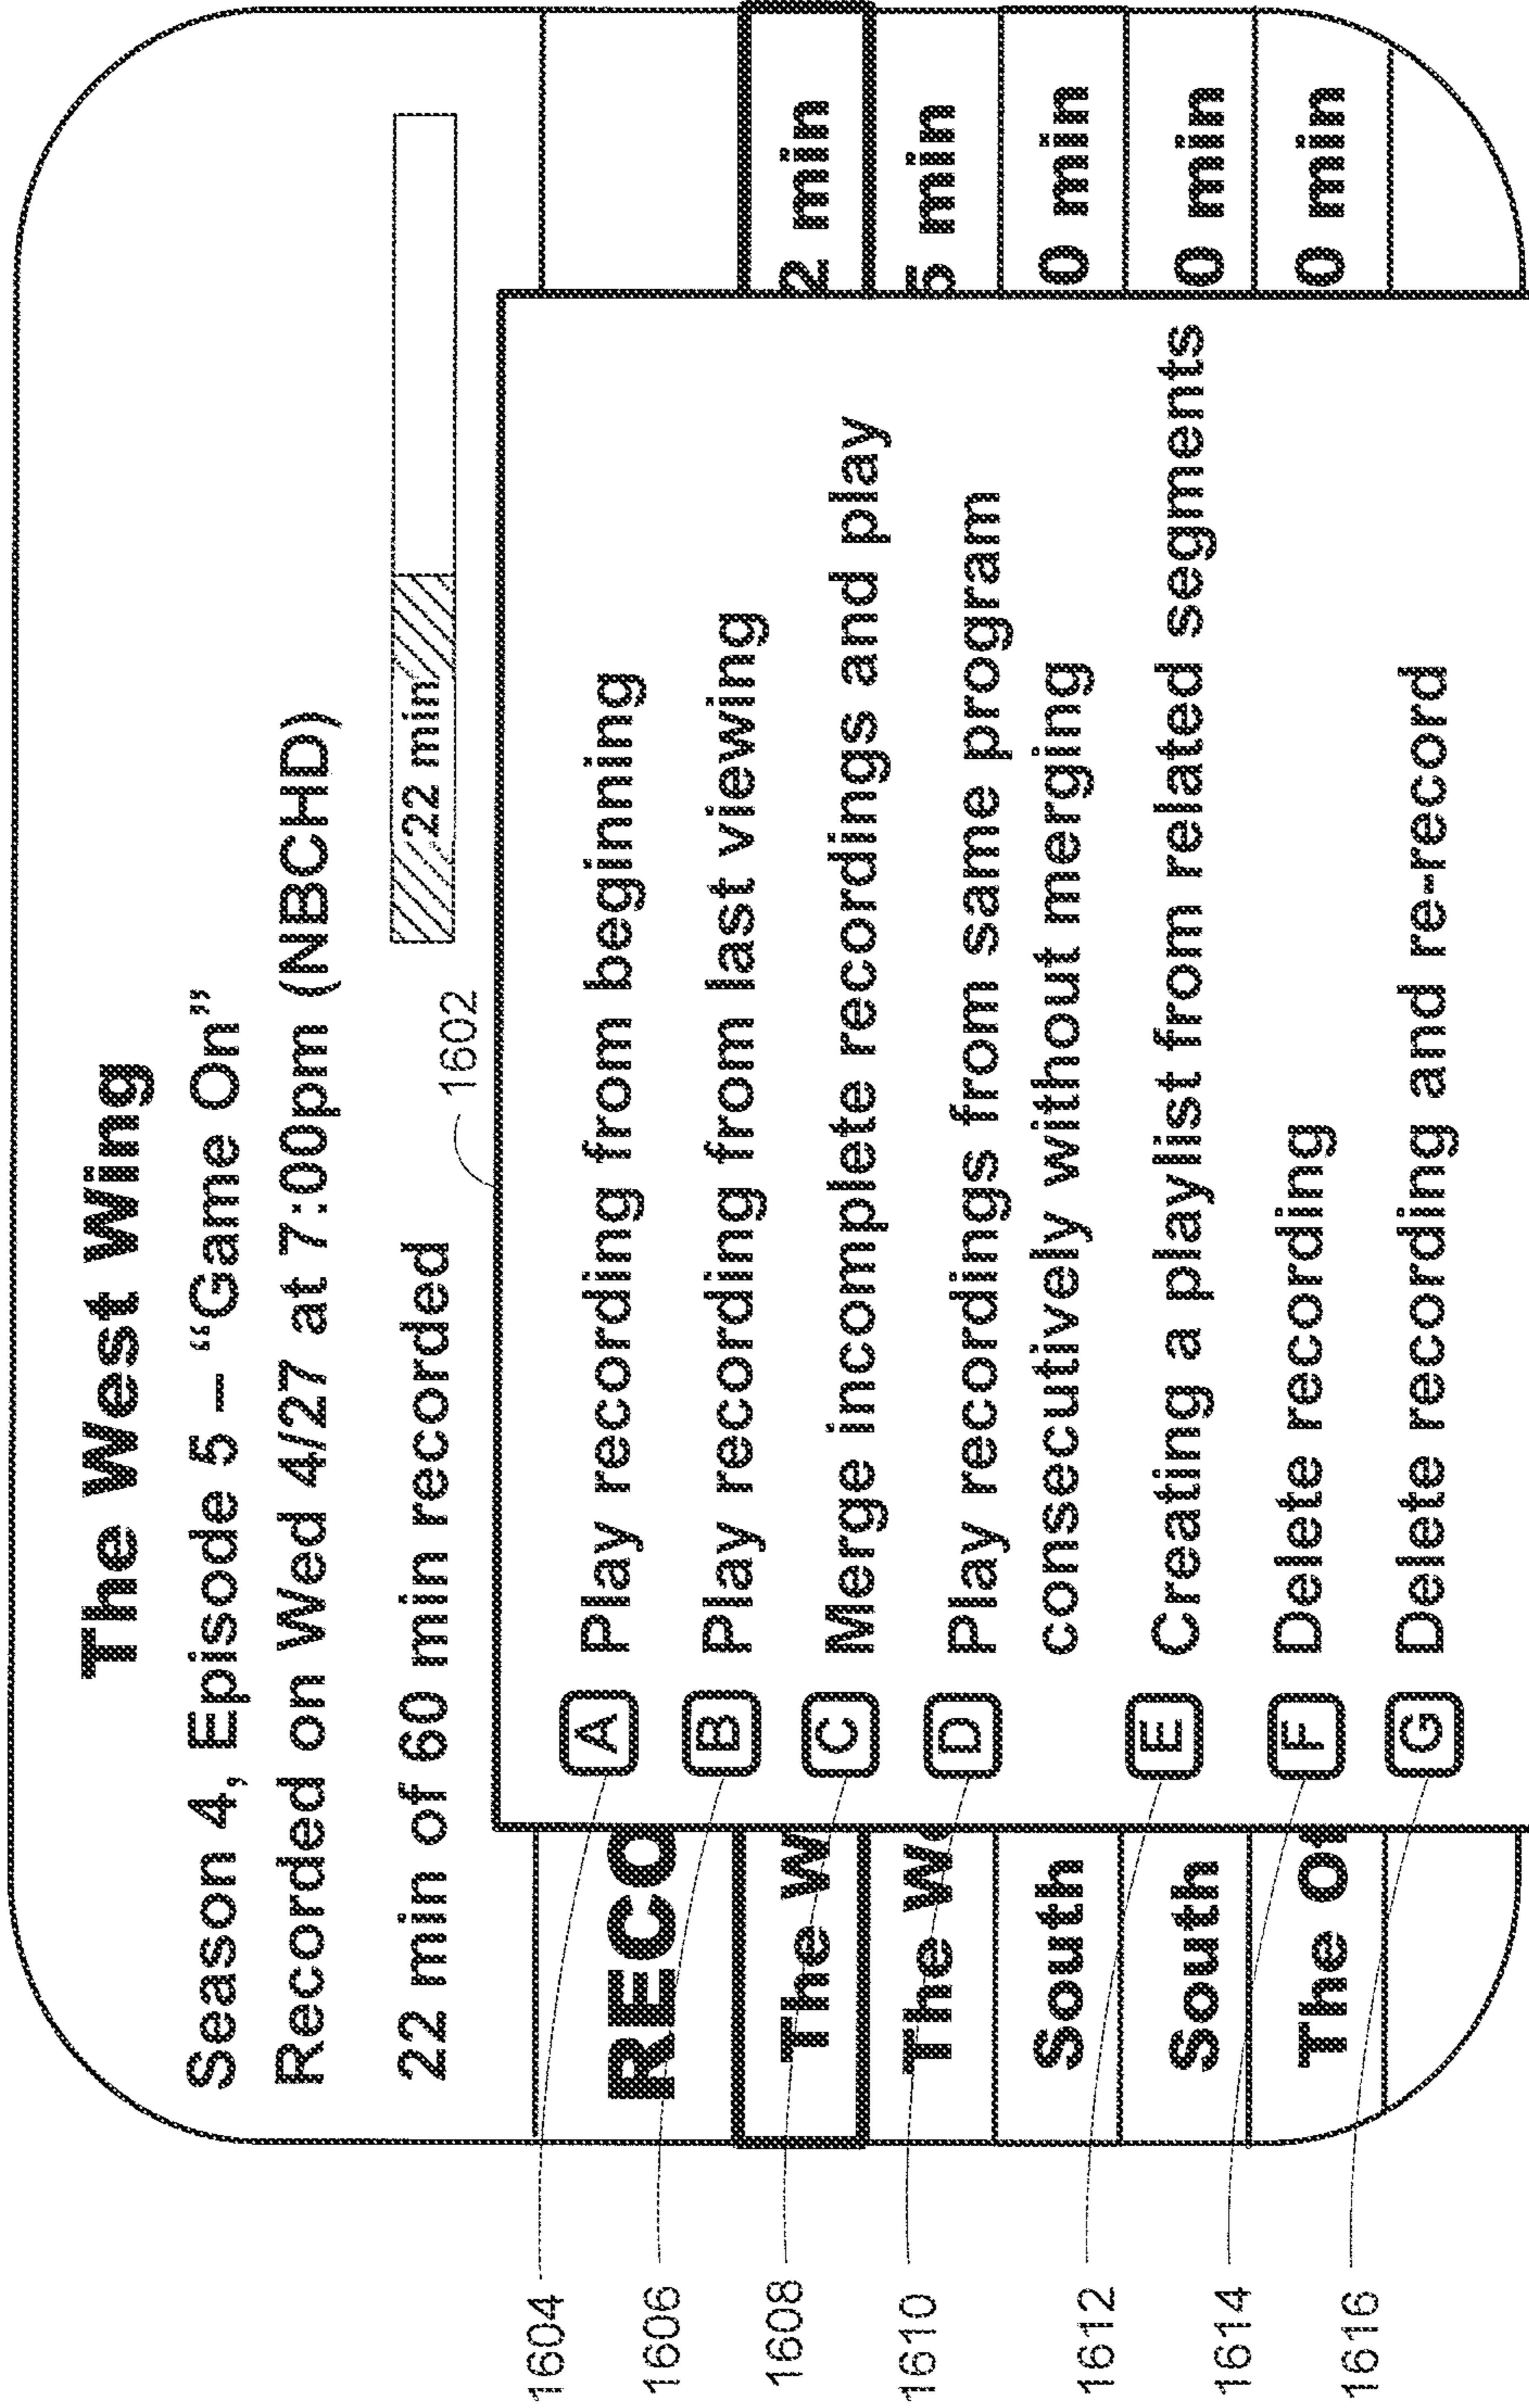 The West Wing
Season 4, Episode 5 – “Game On”
Recorded on Wed 4/27 at 7:00pm (NBCHD)
22 min of 60 min recorded
22 min
1602
1604
A Play recording from beginning
RECO
1606
B Play recording from last viewing
1608
The W
C Merge incomplete recordings and play
2 min
1610
The We
D Play recordings from same program
5 min
consecutively without merging
South
0 min
1612
E Creating a playlist from related segments
South
0 min
1614
F Delete recording
The Of
0 min
1616
G Delete recording and re-record